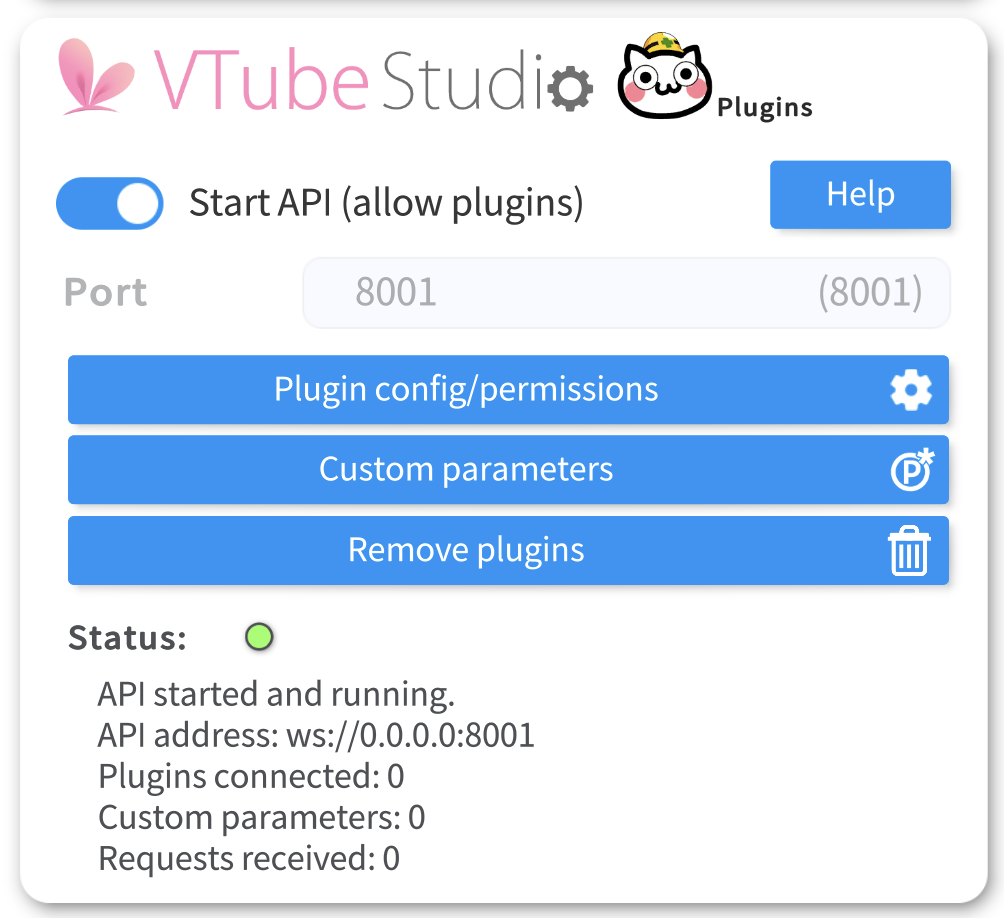 VTube Studio Plugins
Start API (allow plugins) Help
Port 8001 (8001)
Plugin config/permissions
Custom parameters
Remove plugins
Status:
API started and running.
API address: ws://0.0.0.0:8001
Plugins connected: 0
Custom parameters: 0
Requests received: 0